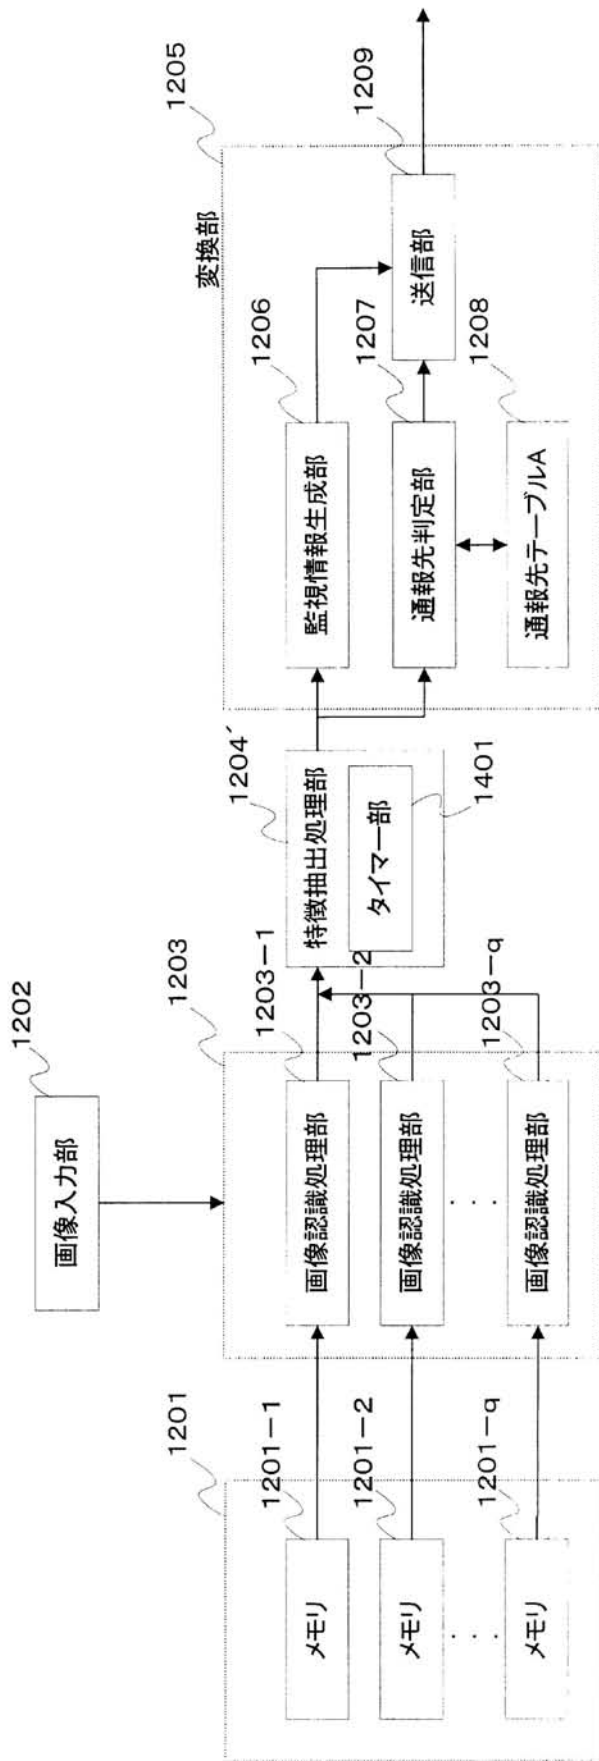 1202
画像入力部
1201
1203
1205
変換部
1201-1
メモリ
1203-1
画像認識処理部
1204′
特徴抽出処理部
タイマー部
1401
1206
監視情報生成部
1209
送信部
1201-2
メモリ
1203-2
画像認識処理部
1207
通報先判定部
・・・
・・・
1201-q
メモリ
1203-q
画像認識処理部
1208
通報先テーブルA